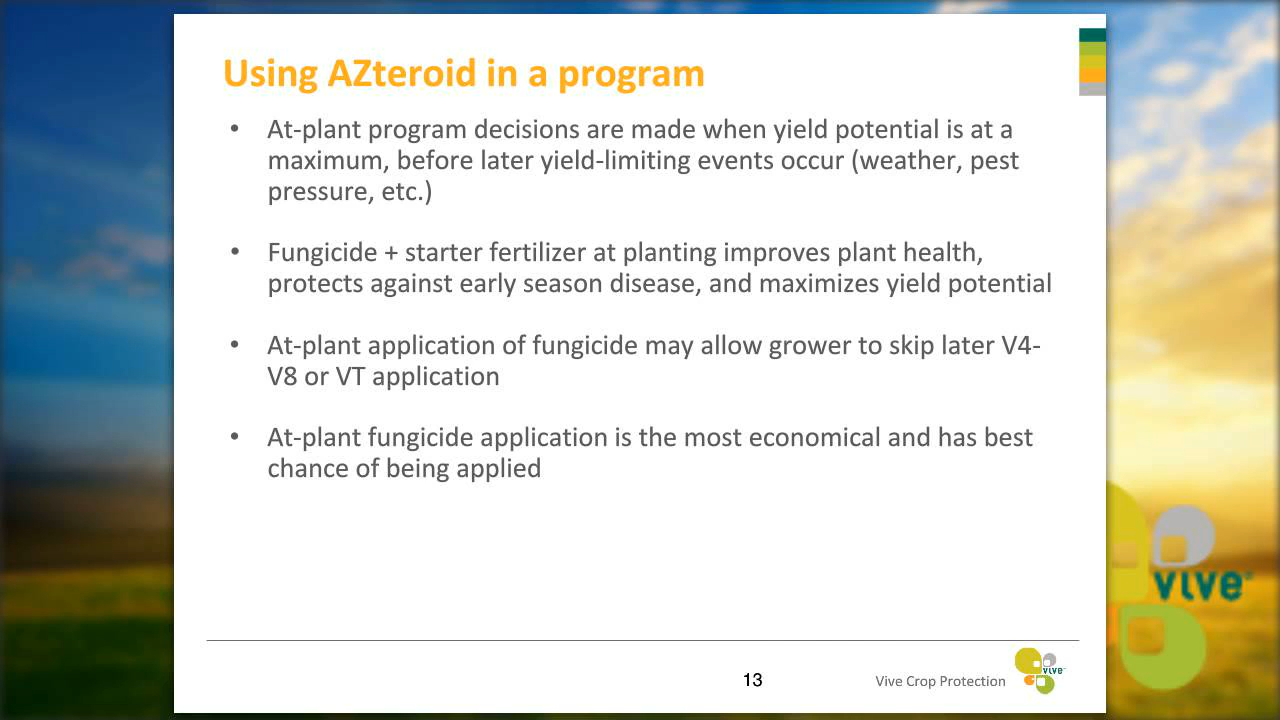 Using AZteroid in a program
• At-plant program decisions are made when yield potential is at a
maximum, before later yield-limiting events occur (weather, pest
pressure, etc.)
• Fungicide + starter fertilizer at planting improves plant health,
protects against early season disease, and maximizes yield potential
• At-plant application of fungicide may allow grower to skip later V4-
V8 or VT application
• At-plant fungicide application is the most economical and has best
chance of being applied
vive™
13
Vive Crop Protection
vive™